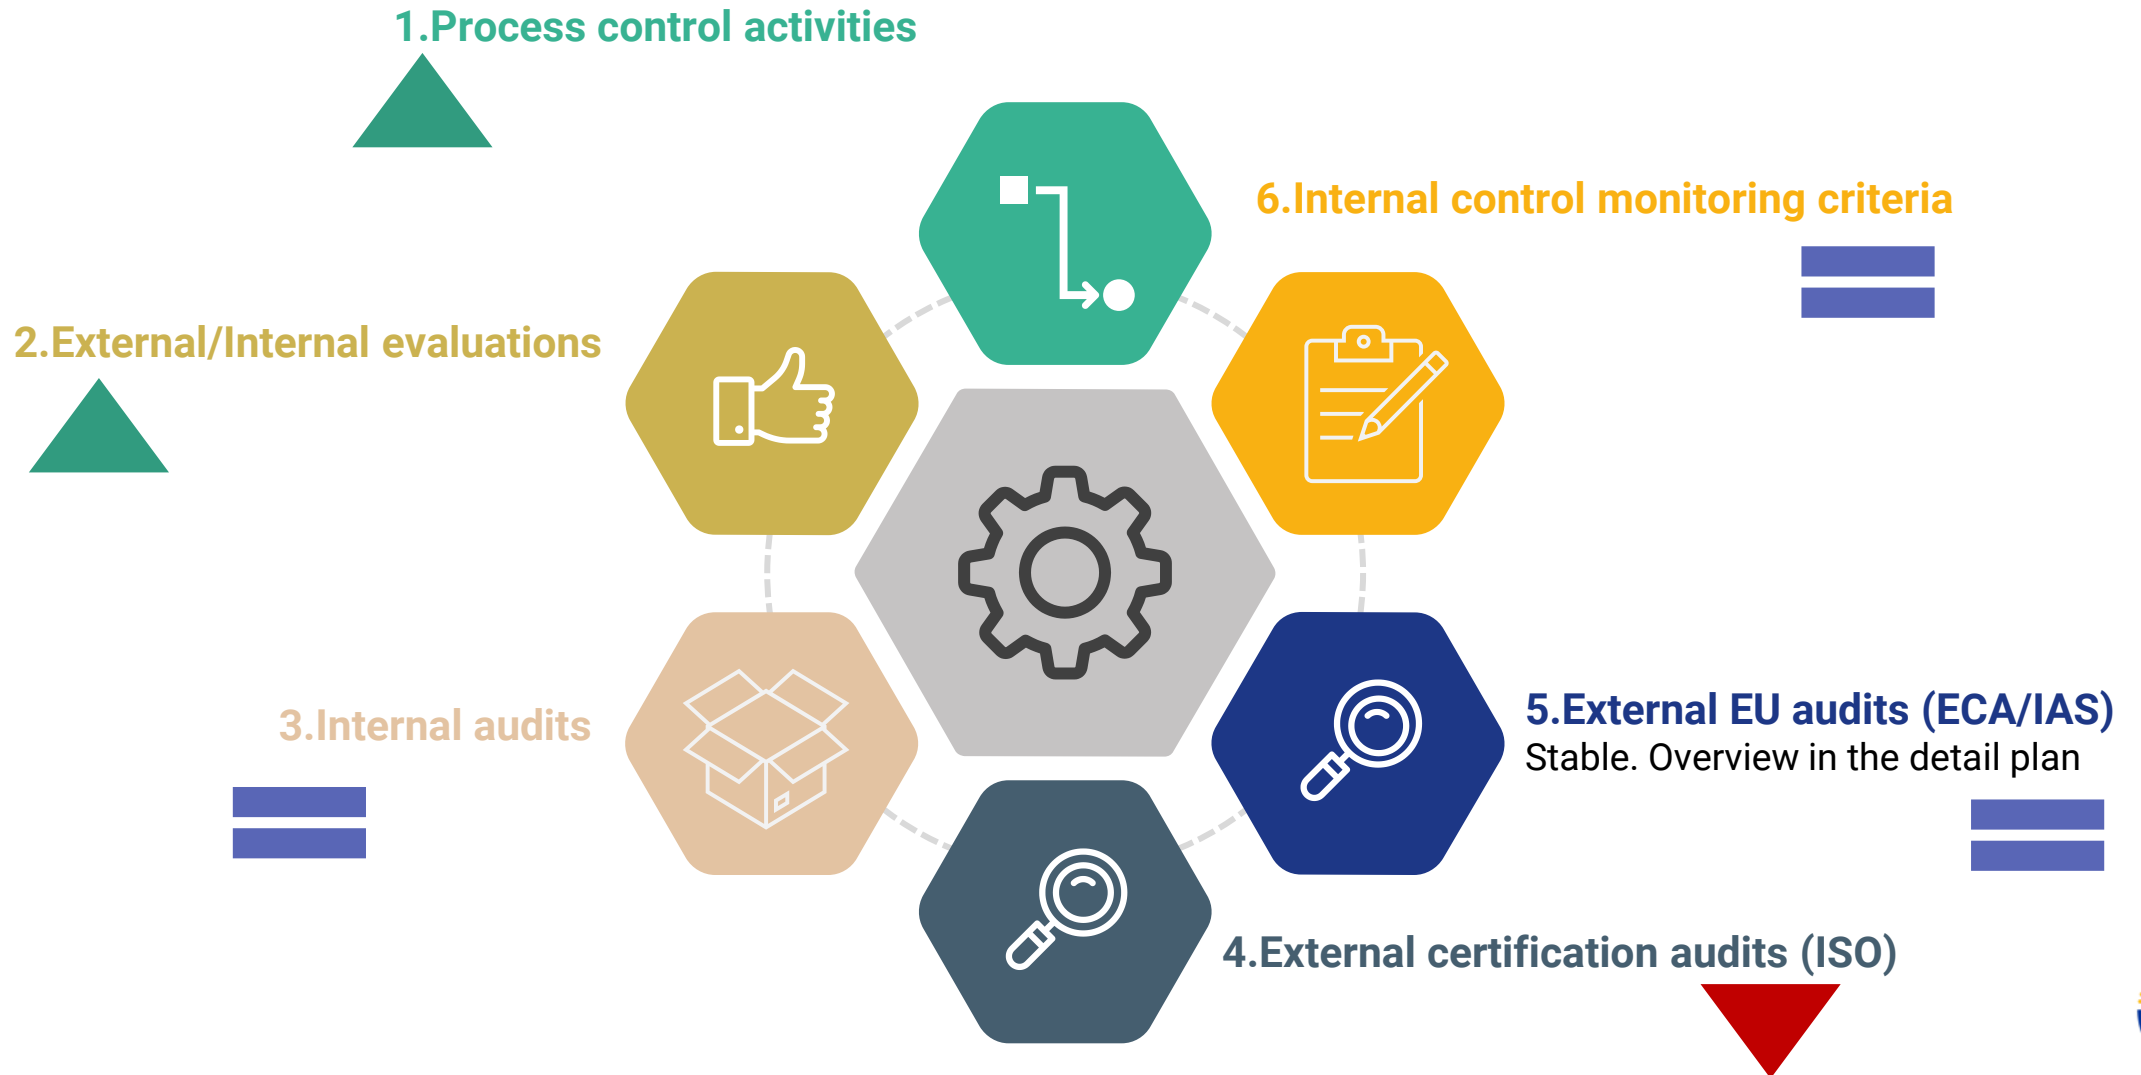 1.Process control activities
2.External/Internal evaluations
3.Internal audits
4.External certification audits (ISO)
5.External EU audits (ECA/IAS)
Stable. Overview in the detail plan
6.Internal control monitoring criteria